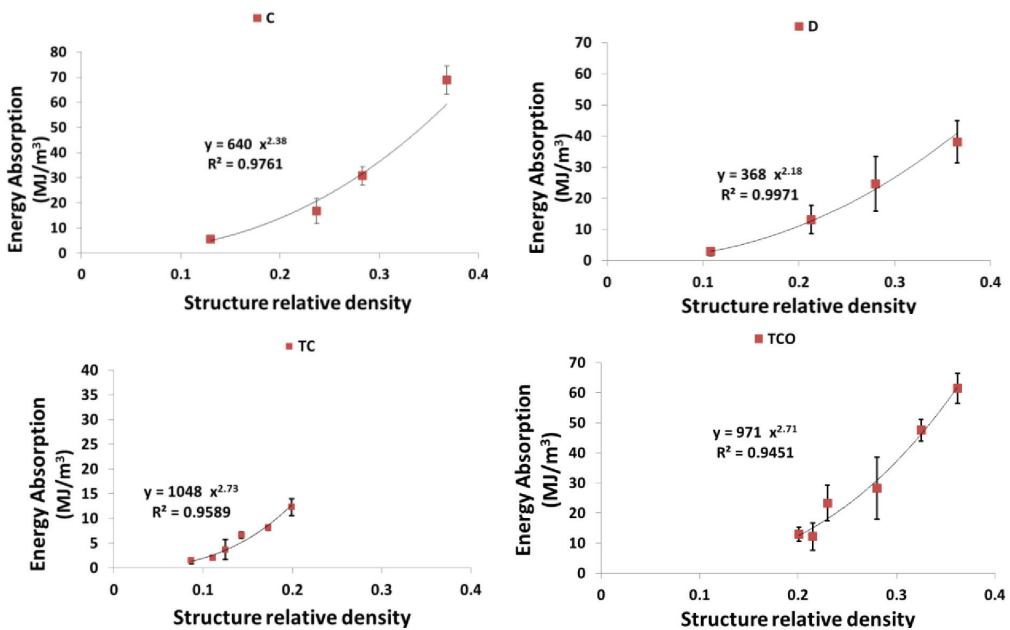 C
Energy Absorption
(MJ/m³)
80
70
60
50
40
30
20
10
0
y = 640 x^2.38
R² = 0.9761
0 0.1 0.2 0.3 0.4
Structure relative density
D
Energy Absorption
(MJ/m³)
70
60
50
40
30
20
10
0
y = 368 x^2.18
R² = 0.9971
0 0.1 0.2 0.3 0.4
Structure relative density
TC
Energy Absorption
(MJ/m³)
40
35
30
25
20
15
10
5
0
y = 1048 x^2.73
R² = 0.9589
0 0.1 0.2 0.3 0.4
Structure relative density
TCO
Energy Absorption
(MJ/m³)
70
60
50
40
30
20
10
0
y = 971 x^2.71
R² = 0.9451
0 0.1 0.2 0.3 0.4
Structure relative density